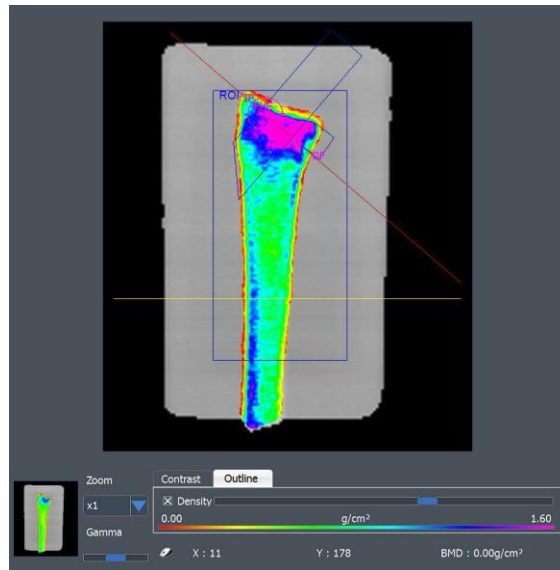 ROI
Zoom
x1
Gamma
Contrast
Outline
Density
0.00
g/cm²
1.60
X : 11
Y : 178
BMD : 0.00g/cm²